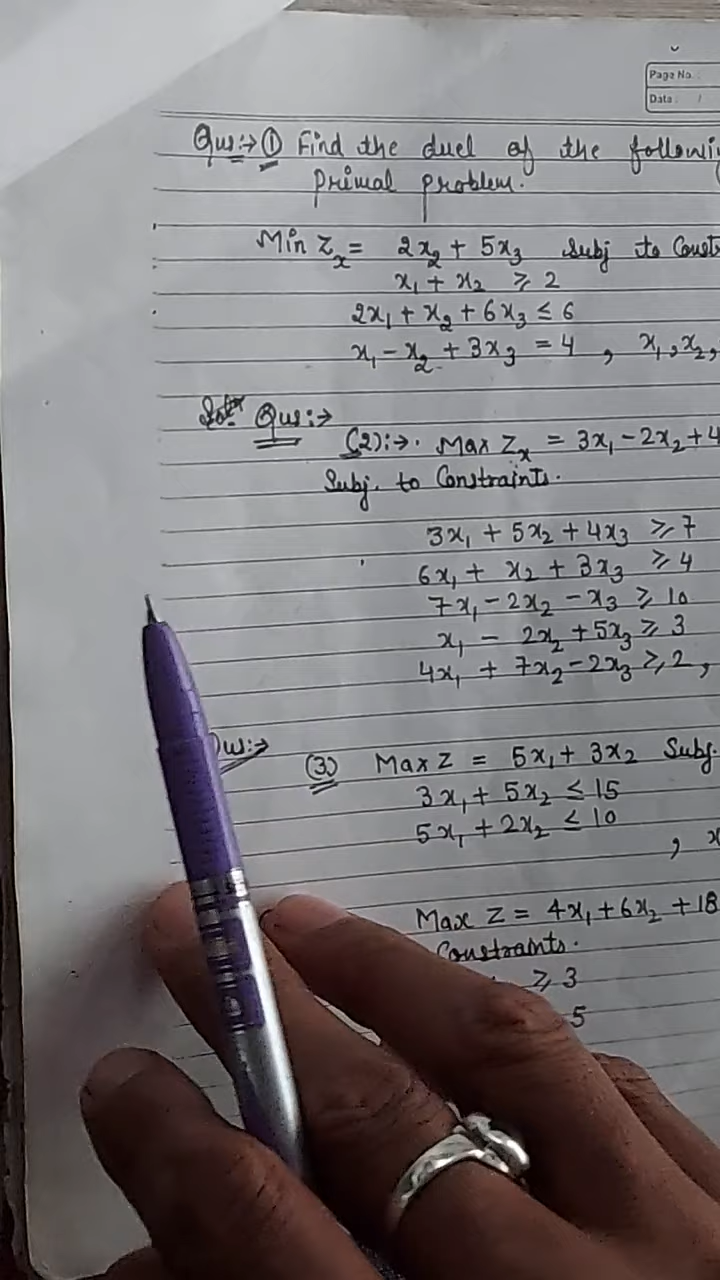 Page No.
Date : /
Qus:→ ① Find the duel of the followi
primal problem.
Min Zₓ = 2x₂ + 5x₃ Subj to Const
x₁ + x₂ ≥ 2
2x₁ + x₂ + 6x₃ ≤ 6
x₁ - x₂ + 3x₃ = 4 , x₁, x₂,
Qus:→
(2):→. Max Zₓ = 3x₁ - 2x₂ + 4
Subj. to Constraints.
3x₁ + 5x₂ + 4x₃ ≥ 7
6x₁ + x₂ + 3x₃ ≥ 4
7x₁ - 2x₂ - x₃ ≥ 10
x₁ - 2x₂ + 5x₃ ≥ 3
4x₁ + 7x₂ - 2x₃ ≥ 2,
us:→
(3) Max Z = 5x₁ + 3x₂ Subj.
3x₁ + 5x₂ ≤ 15
5x₁ + 2x₂ ≤ 10
, x
Max Z = 4x₁ + 6x₂ + 18
Constraints.
≥ 3
5